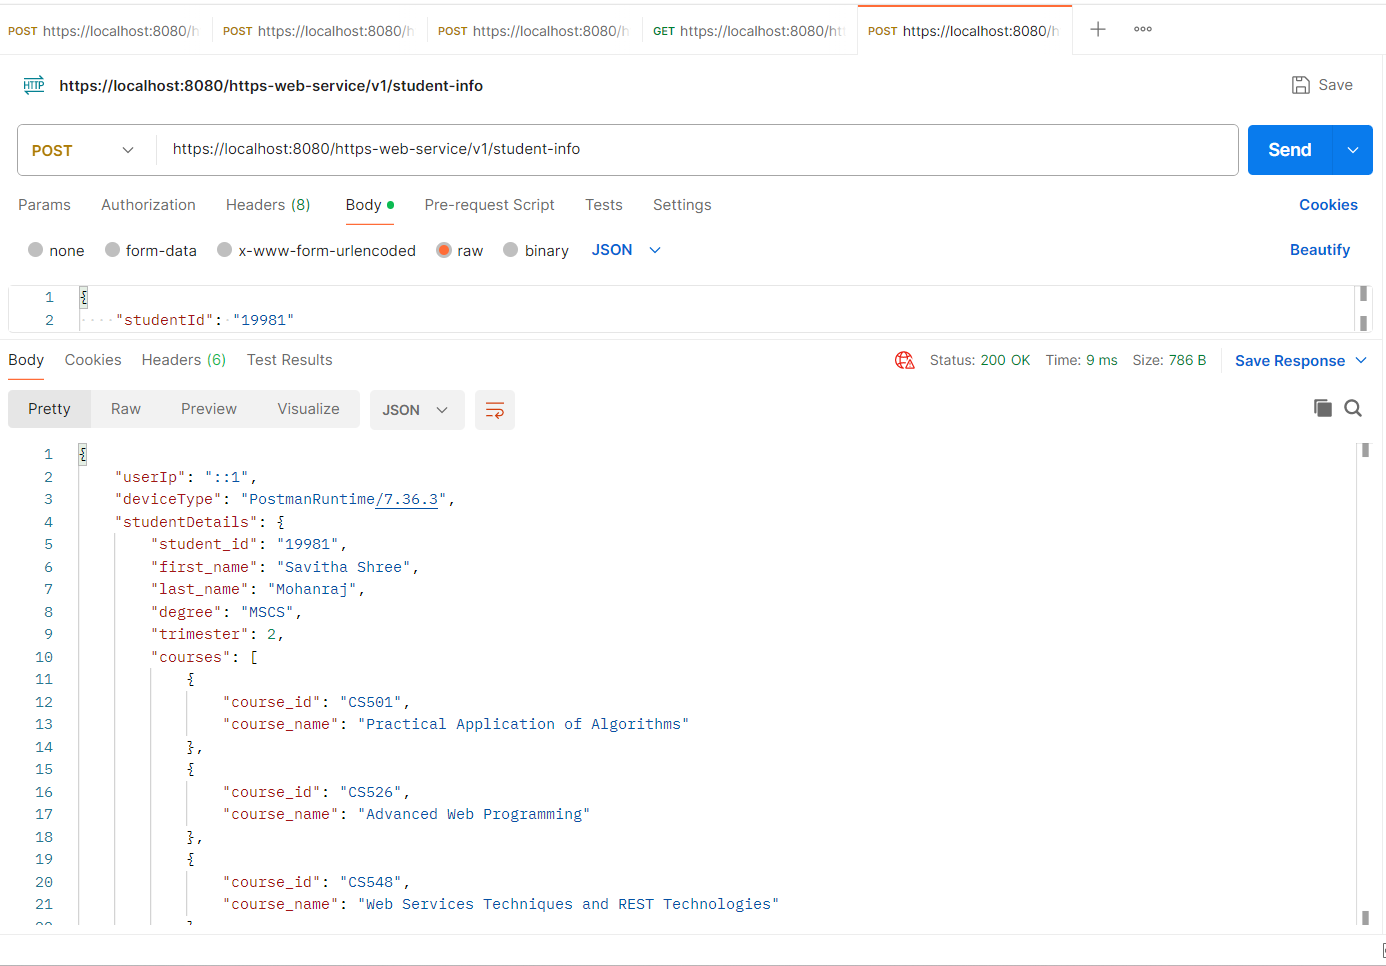 POST https://localhost:8080/h POST https://localhost:8080/h POST https://localhost:8080/h GET https://localhost:8080/htt POST https://localhost:8080/h
HTTP https://localhost:8080/https-web-service/v1/student-info Save
POST https://localhost:8080/https-web-service/v1/student-info Send
Params Authorization Headers (8) Body Pre-request Script Tests Settings Cookies
none form-data x-www-form-urlencoded raw binary JSON Beautify
1 {
2 "studentId": "19981"
Body Cookies Headers (6) Test Results Status: 200 OK Time: 9 ms Size: 786 B Save Response
Pretty Raw Preview Visualize JSON
1 {
2 "userIp": "::1",
3 "deviceType": "PostmanRuntime/7.36.3",
4 "studentDetails": {
5 "student_id": "19981",
6 "first_name": "Savitha Shree",
7 "last_name": "Mohanraj",
8 "degree": "MSCS",
9 "trimester": 2,
10 "courses": [
11 {
12 "course_id": "CS501",
13 "course_name": "Practical Application of Algorithms"
14 },
15 {
16 "course_id": "CS526",
17 "course_name": "Advanced Web Programming"
18 },
19 {
20 "course_id": "CS548",
21 "course_name": "Web Services Techniques and REST Technologies"